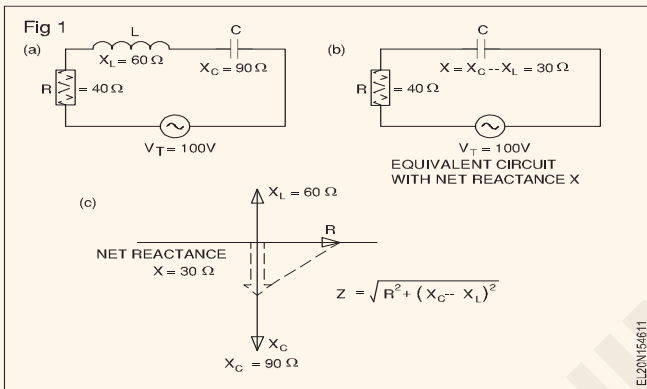 Fig 1
(a)
L
X_L = 60 Ω
C
X_C = 90 Ω
R
= 40 Ω
V_T = 100V
(b)
C
X = X_C -- X_L = 30 Ω
R
= 40 Ω
V_T = 100V
EQUIVALENT CIRCUIT
WITH NET REACTANCE X
(c)
X_L = 60 Ω
R
NET REACTANCE
X = 30 Ω
Z = √R² + (X_C -- X_L)²
X_C
X_C = 90 Ω
EL20N154611